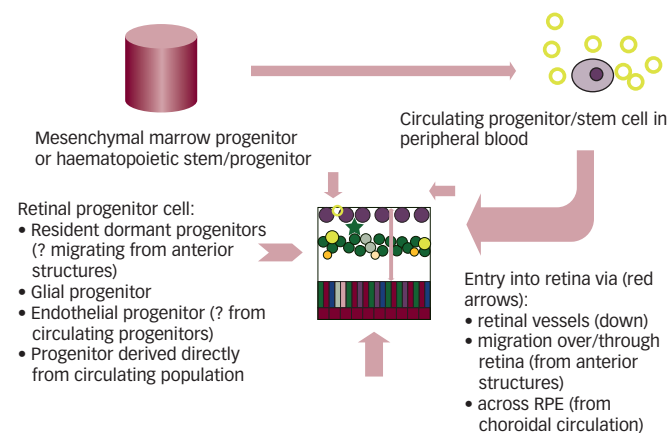 Mesenchymal marrow progenitor
or haematopoietic stem/progenitor
Circulating progenitor/stem cell in
peripheral blood
Retinal progenitor cell:
• Resident dormant progenitors
(? migrating from anterior
structures)
• Glial progenitor
• Endothelial progenitor (? from
circulating progenitors)
• Progenitor derived directly
from circulating population
Entry into retina via (red
arrows):
• retinal vessels (down)
• migration over/through
retina (from anterior
structures)
• across RPE (from
choroidal circulation)